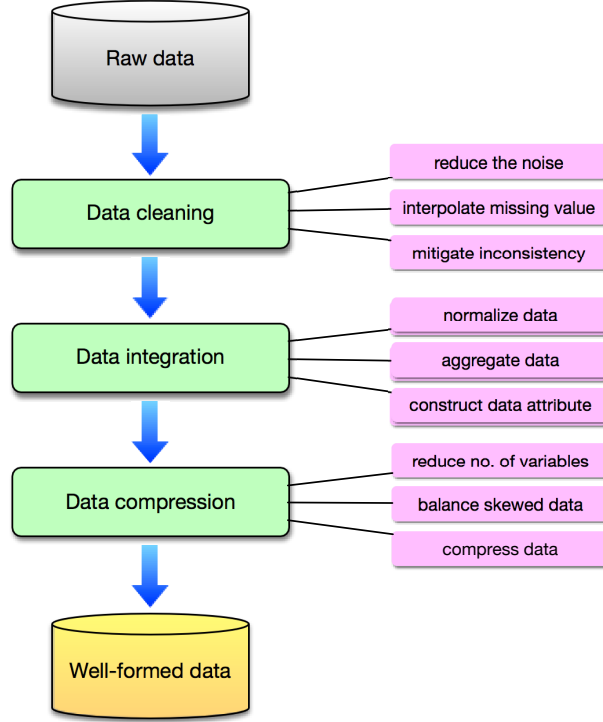 Raw data
Data cleaning
reduce the noise
interpolate missing value
mitigate inconsistency
Data integration
normalize data
aggregate data
construct data attribute
Data compression
reduce no. of variables
balance skewed data
compress data
Well-formed data